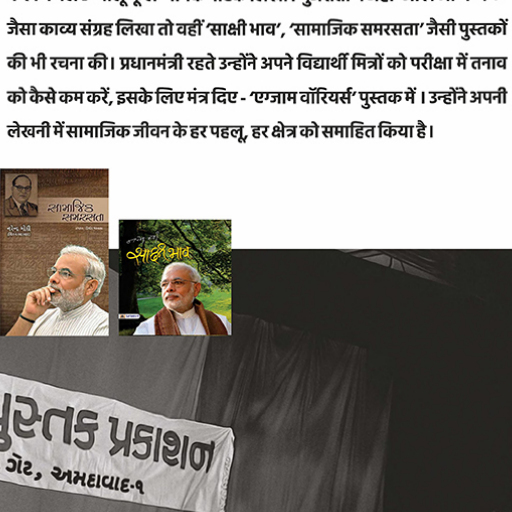 जैसा काव्य संग्रह लिखा तो वहीं ‘साक्षी भाव’, ‘सामाजिक समरसता’ जैसी पुस्तकों
की भी रचना की। प्रधानमंत्री रहते उन्होंने अपने विद्यार्थी मित्रों को परीक्षा में तनाव
को कैसे कम करें, इसके लिए मंत्र दिए - ‘एग्जाम वॉरियर्स’ पुस्तक में । उन्होंने अपनी
लेखनी में सामाजिक जीवन के हर पहलू, हर क्षेत्र को समाहित किया है।
સામાજિક
સમરસતા
નરેન્દ્ર મોદી
साक्षीभाव
પુસ્તક પ્રકાશન
ગેટ, અમદાવાદ-૧